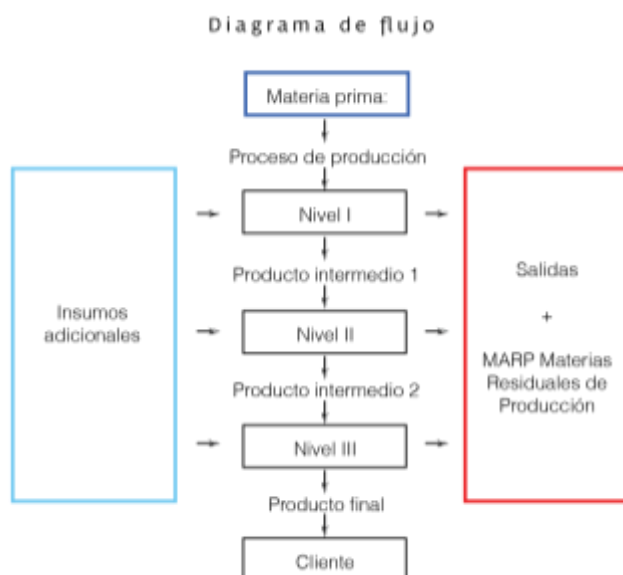 Diagrama de flujo
Materia prima:
Proceso de producción
Nivel I
Producto intermedio 1
Insumos
adicionales
Nivel II
Salidas
+
MARP Materias
Residuales de
Producción
Producto intermedio 2
Nivel III
Producto final
Cliente